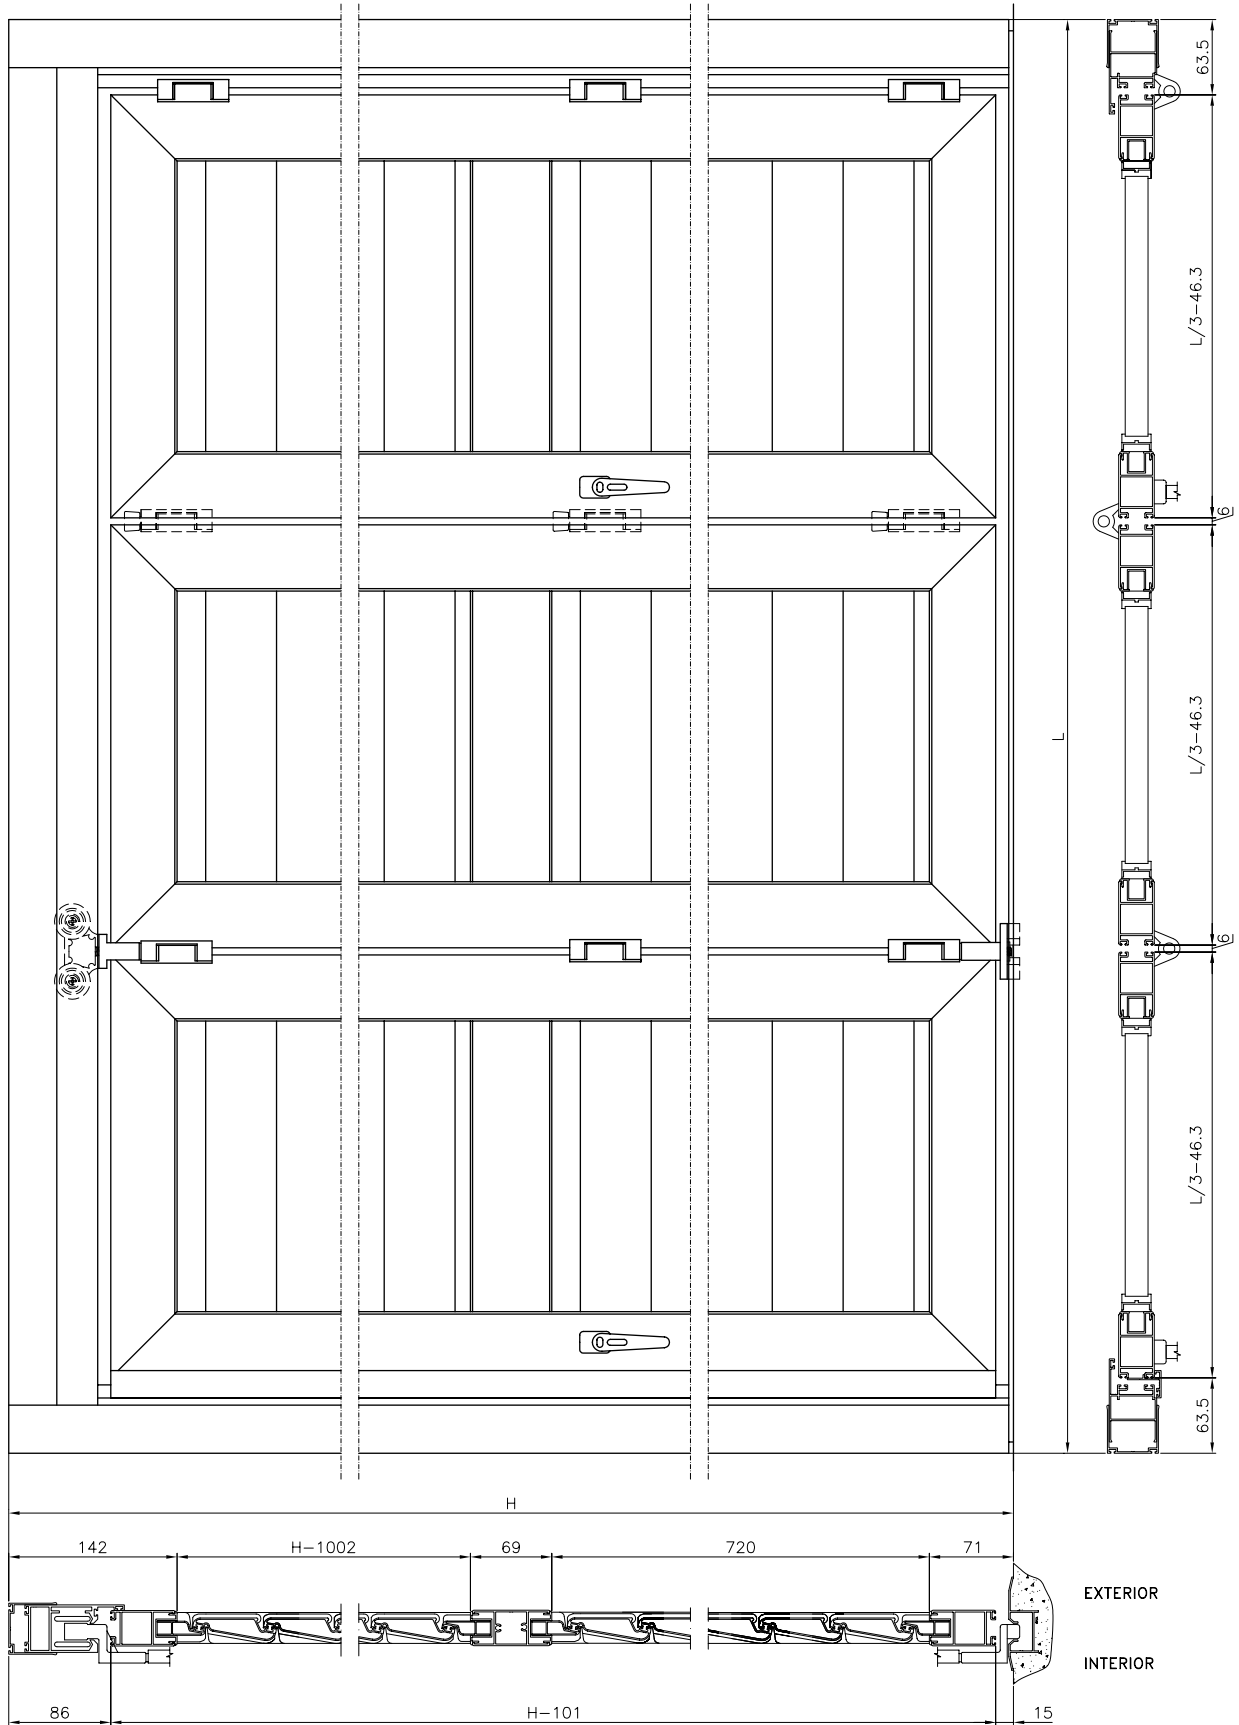 63.5
L/3-46.3
6
L/3-46.3
L
6
L/3-46.3
63.5
H
142
H-1002
69
720
71
EXTERIOR
INTERIOR
86
H-101
15